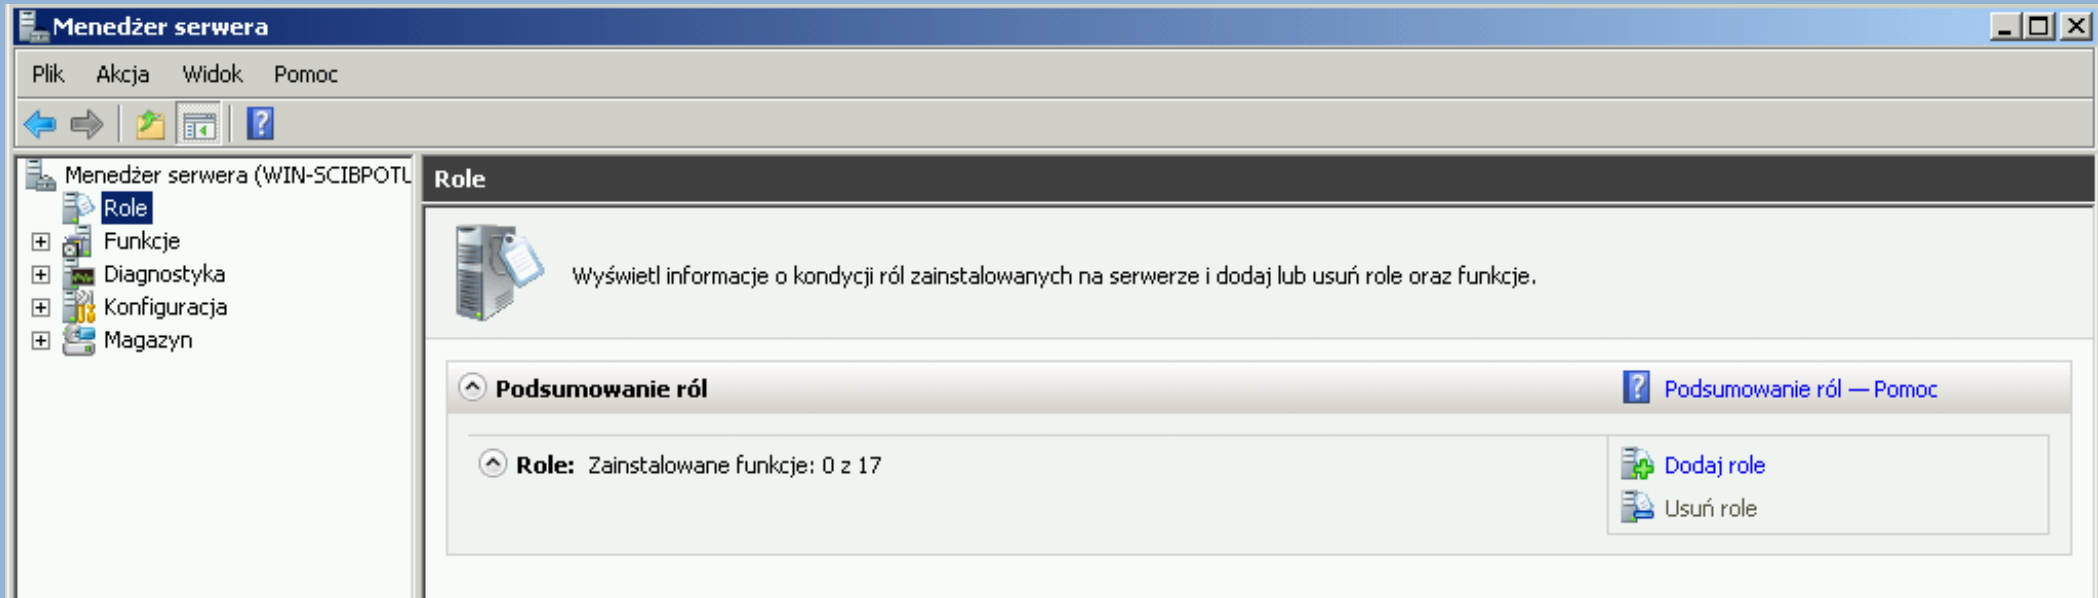 Menedżer serwera
Plik Akcja Widok Pomoc
Menedżer serwera (WIN-SCIBPOTU
Role
Funkcje
Diagnostyka
Konfiguracja
Magazyn
Role
Wyświetl informacje o kondycji ról zainstalowanych na serwerze i dodaj lub usuń role oraz funkcje.
Podsumowanie ról
Podsumowanie ról — Pomoc
Role: Zainstalowane funkcje: 0 z 17
Dodaj role
Usuń role